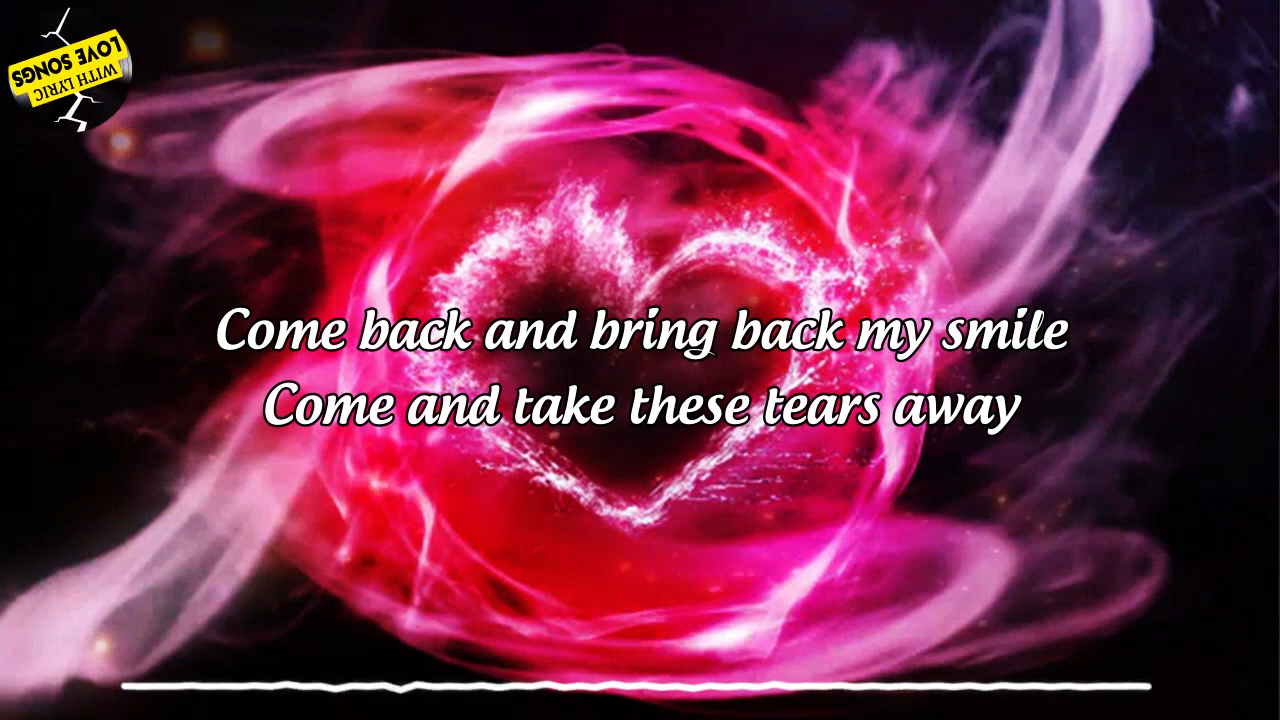 LOVE SONGS
WITH LYRIC
Come back and bring back my smile
Come and take these tears away